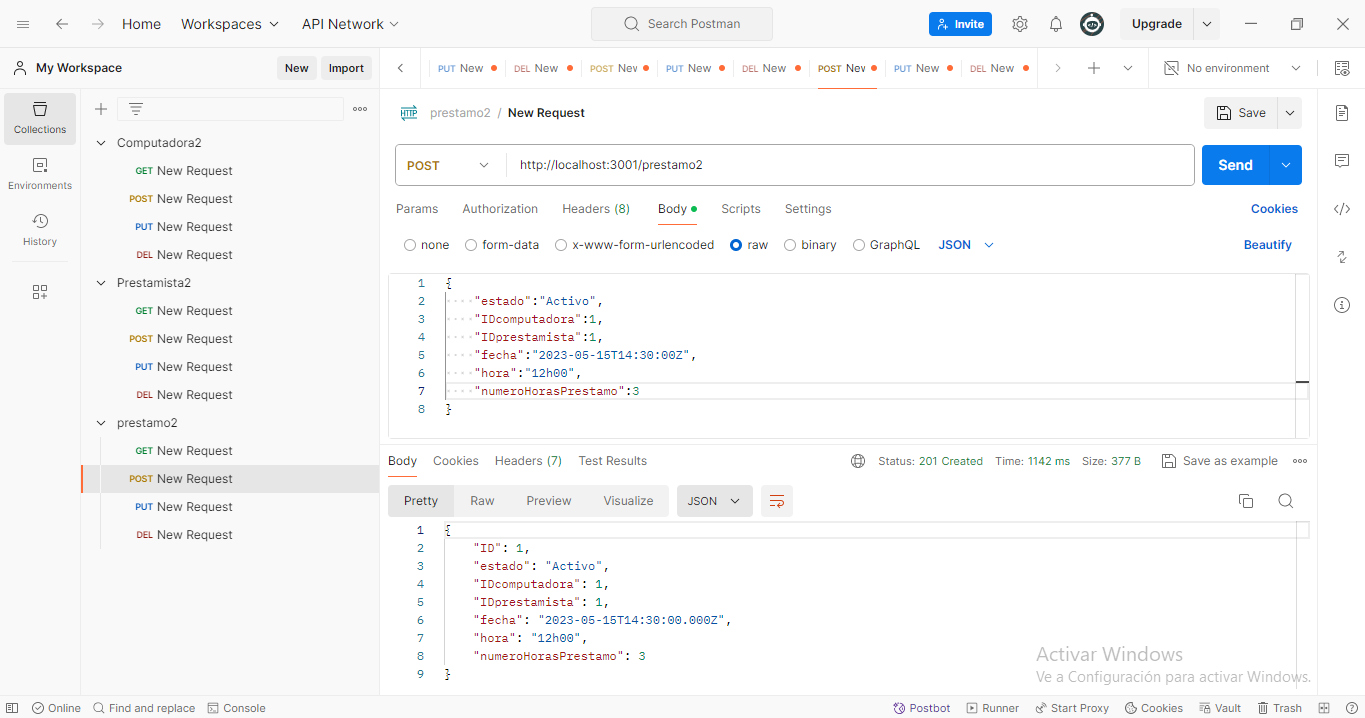 Home Workspaces API Network Search Postman Invite Upgrade
My Workspace New Import PUT New DEL New POST Nev PUT New DEL New POST Nev PUT New DEL New No environment
Collections
Environments
History
Computadora2
GET New Request
POST New Request
PUT New Request
DEL New Request
Prestamista2
GET New Request
POST New Request
PUT New Request
DEL New Request
prestamo2
GET New Request
POST New Request
PUT New Request
DEL New Request
HTTP prestamo2 / New Request Save
POST http://localhost:3001/prestamo2 Send
Params Authorization Headers (8) Body Scripts Settings Cookies
none form-data x-www-form-urlencoded raw binary GraphQL JSON Beautify
1 {
2 "estado":"Activo",
3 "IDcomputadora":1,
4 "IDprestamista":1,
5 "fecha":"2023-05-15T14:30:00Z",
6 "hora":"12h00",
7 "numeroHorasPrestamo":3
8 }
Body Cookies Headers (7) Test Results Status: 201 Created Time: 1142 ms Size: 377 B Save as example
Pretty Raw Preview Visualize JSON
1 {
2 "ID": 1,
3 "estado": "Activo",
4 "IDcomputadora": 1,
5 "IDprestamista": 1,
6 "fecha": "2023-05-15T14:30:00.000Z",
7 "hora": "12h00",
8 "numeroHorasPrestamo": 3
9 }
Activar Windows
Ve a Configuración para activar Windows.
Online Find and replace Console Postbot Runner Start Proxy Cookies Vault Trash